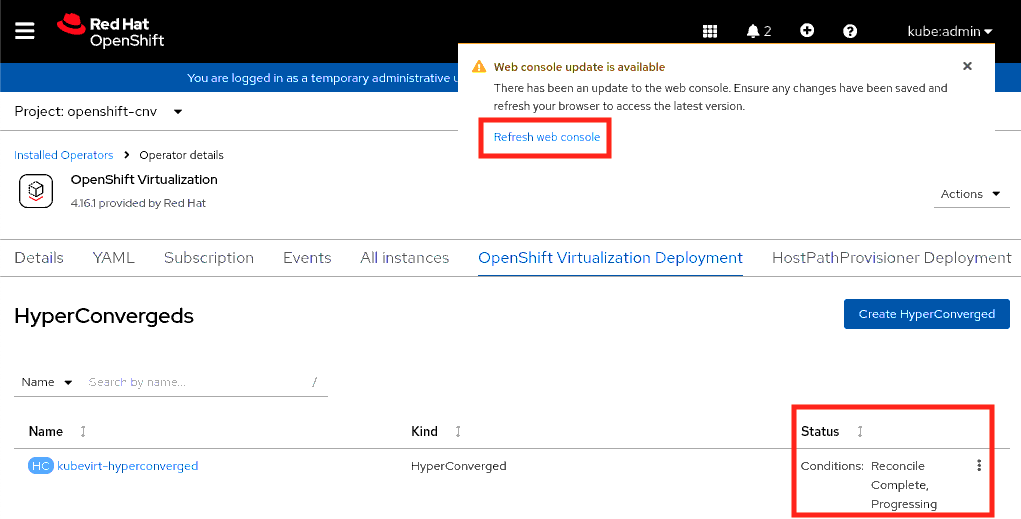 Red Hat
OpenShift
2
kube:admin
You are logged in as a temporary administrative u
Web console update is available
There has been an update to the web console. Ensure any changes have been saved and
refresh your browser to access the latest version.
Refresh web console
Project: openshift-cnv
Installed Operators > Operator details
OpenShift Virtualization
4.16.1 provided by Red Hat
Actions
Details YAML Subscription Events All instances OpenShift Virtualization Deployment HostPathProvisioner Deployment
HyperConvergeds
Create HyperConverged
Name Search by name... /
Name Kind Status
HC kubevirt-hyperconverged HyperConverged Conditions: Reconcile
Complete,
Progressing